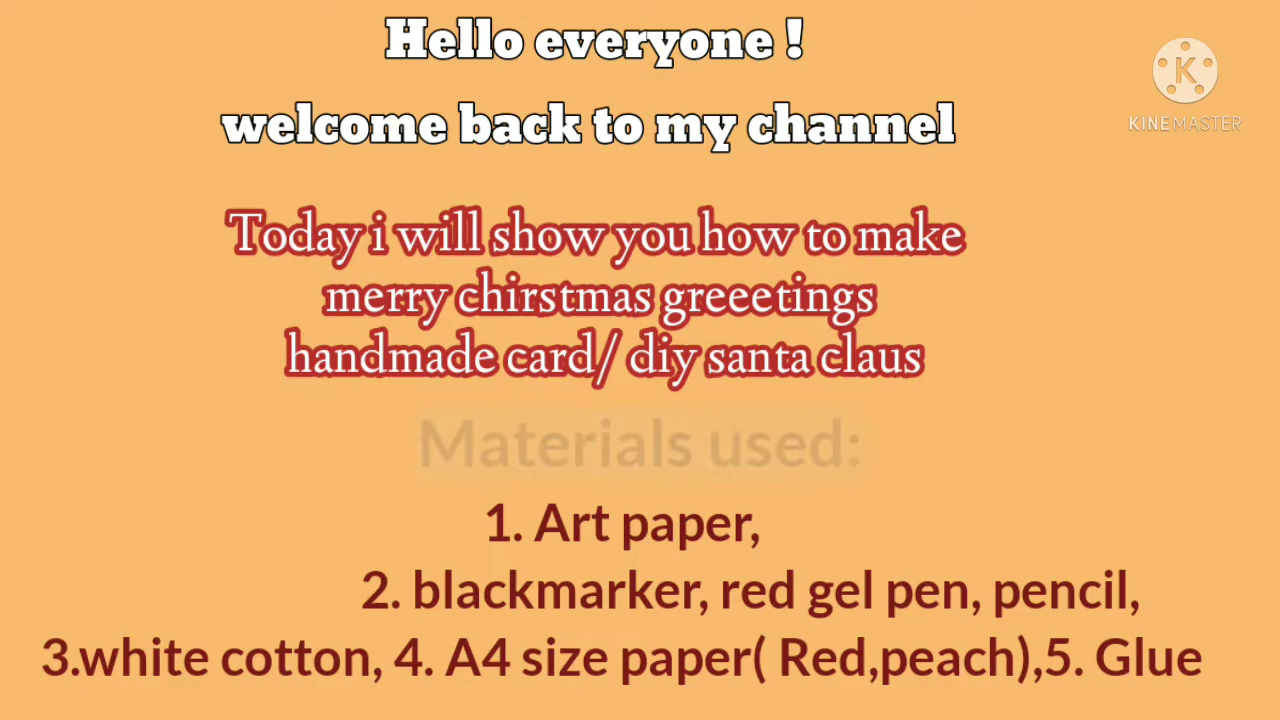 Hello everyone !
welcome back to my channel
KINEMASTER
Today i will show you how to make
merry chirstmas greeetings
handmade card/ diy santa claus
Materials used:
1. Art paper,
2. blackmarker, red gel pen, pencil,
3.white cotton, 4. A4 size paper( Red,peach),5. Glue